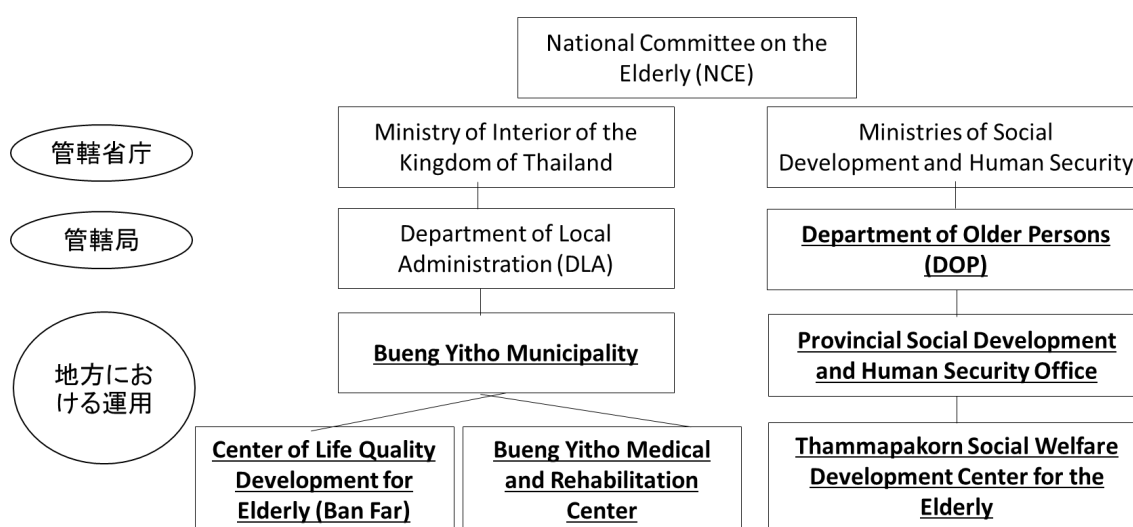 National Committee on the
Elderly (NCE)
管轄省庁
Ministry of Interior of the
Kingdom of Thailand
Ministries of Social
Development and Human Security
管轄局
Department of Local
Administration (DLA)
Department of Older Persons
(DOP)
地方にお
ける運用
Bueng Yitho Municipality
Provincial Social Development
and Human Security Office
Center of Life Quality
Development for
Elderly (Ban Far)
Bueng Yitho Medical
and Rehabilitation
Center
Thammapakorn Social Welfare
Development Center for the
Elderly